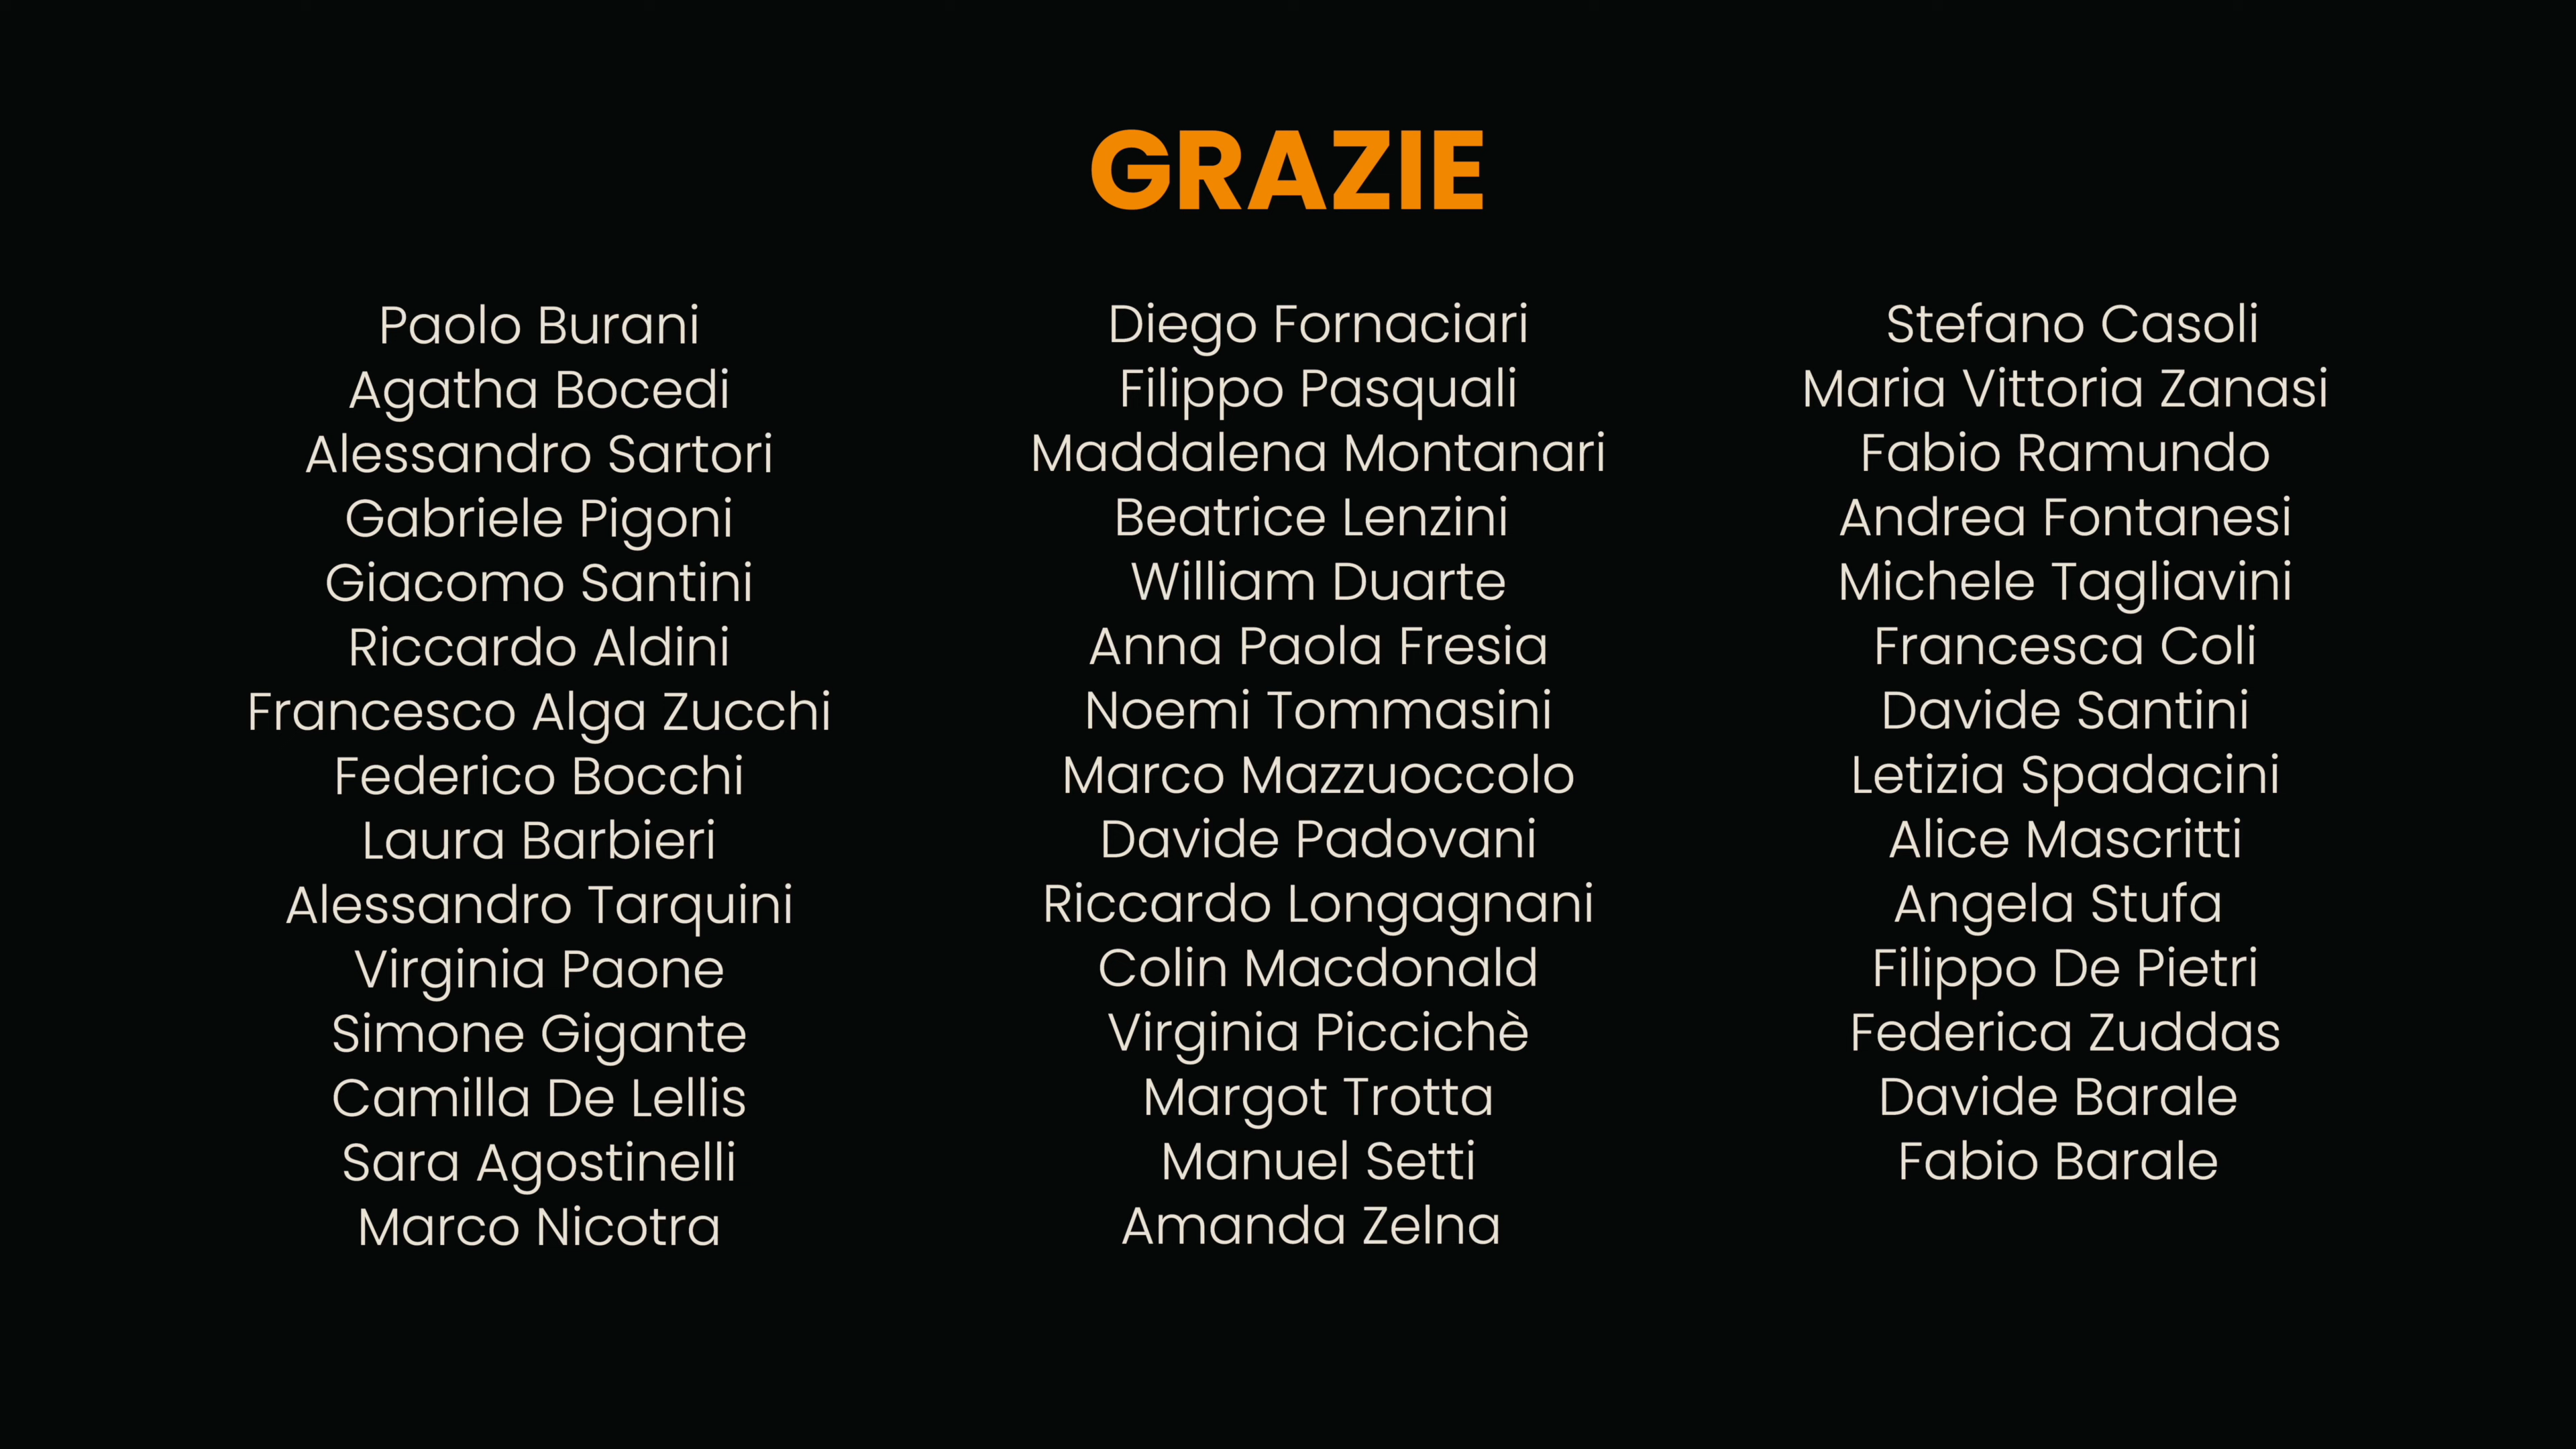 GRAZIE
Paolo Burani
Agatha Bocedi
Alessandro Sartori
Gabriele Pigoni
Giacomo Santini
Riccardo Aldini
Francesco Alga Zucchi
Federico Bocchi
Laura Barbieri
Alessandro Tarquini
Virginia Paone
Simone Gigante
Camilla De Lellis
Sara Agostinelli
Marco Nicotra
Diego Fornaciari
Filippo Pasquali
Maddalena Montanari
Beatrice Lenzini
William Duarte
Anna Paola Fresia
Noemi Tommasini
Marco Mazzuoccolo
Davide Padovani
Riccardo Longagnani
Colin Macdonald
Virginia Piccichè
Margot Trotta
Manuel Setti
Amanda Zelna
Stefano Casoli
Maria Vittoria Zanasi
Fabio Ramundo
Andrea Fontanesi
Michele Tagliavini
Francesca Coli
Davide Santini
Letizia Spadacini
Alice Mascritti
Angela Stufa
Filippo De Pietri
Federica Zuddas
Davide Barale
Fabio Barale